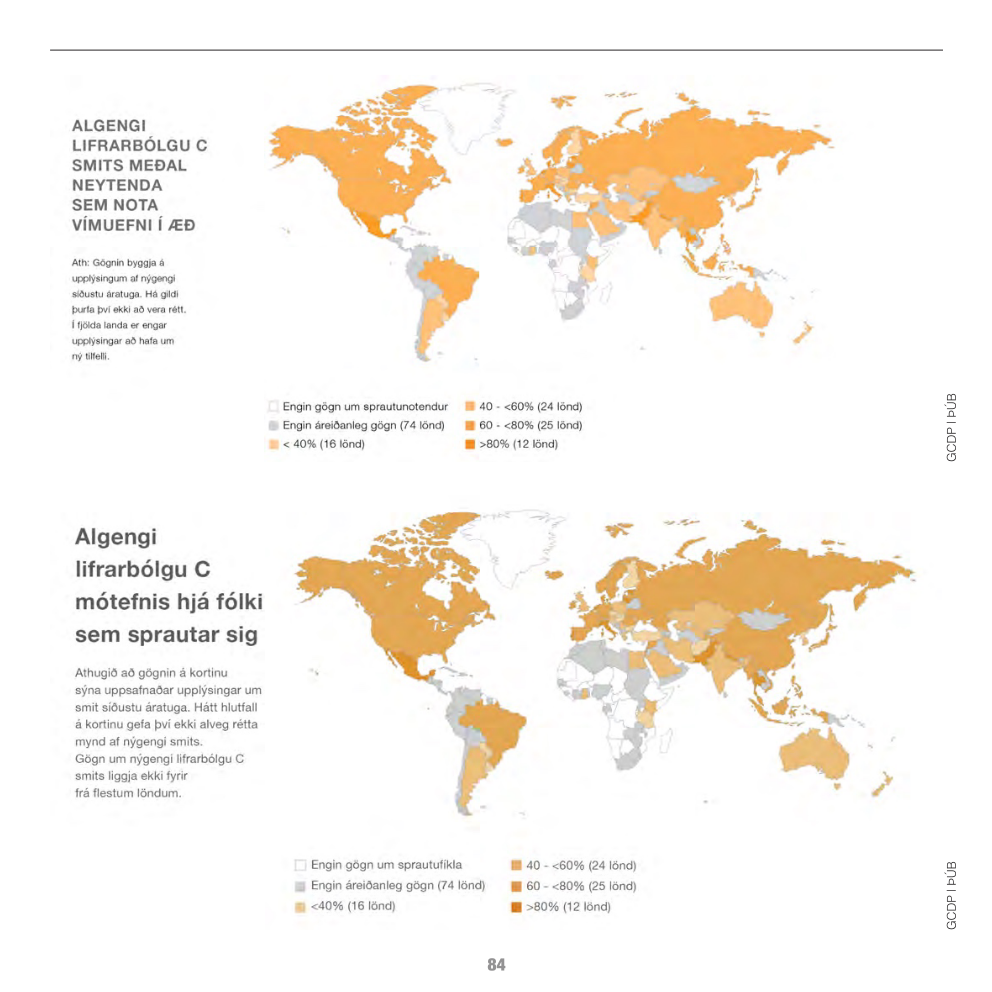 ALGENGI
LIFRARBÓLGU C
SMITS MEÐAL
NEYTENDA
SEM NOTA
VÍMUEFNI Í ÆÐ
Ath: Gögnin byggja á
upplýsingum af nýgengi
síðustu áratuga. Há gildi
þurfa því ekki að vera rétt.
Í fjölda landa er engar
upplýsingar að hafa um
ný tilfelli.
Engin gögn um sprautunotendur
Engin áreiðanleg gögn (74 lönd)
< 40% (16 lönd)
40 - <60% (24 lönd)
60 - <80% (25 lönd)
>80% (12 lönd)
GCDP | ÞÚB
Algengi
lifrarbólgu C
mótefnis hjá fólki
sem sprautar sig
Athugið að gögnin á kortinu
sýna uppsafnaðar upplýsingar um
smit síðustu áratuga. Hátt hlutfall
á kortinu gefa því ekki alveg rétta
mynd af nýgengi smits.
Gögn um nýgengi lifrarbólgu C
smits liggja ekki fyrir
frá flestum löndum.
Engin gögn um sprautufíkla
Engin áreiðanleg gögn (74 lönd)
<40% (16 lönd)
40 - <60% (24 lönd)
60 - <80% (25 lönd)
>80% (12 lönd)
GCDP | ÞÚB
84